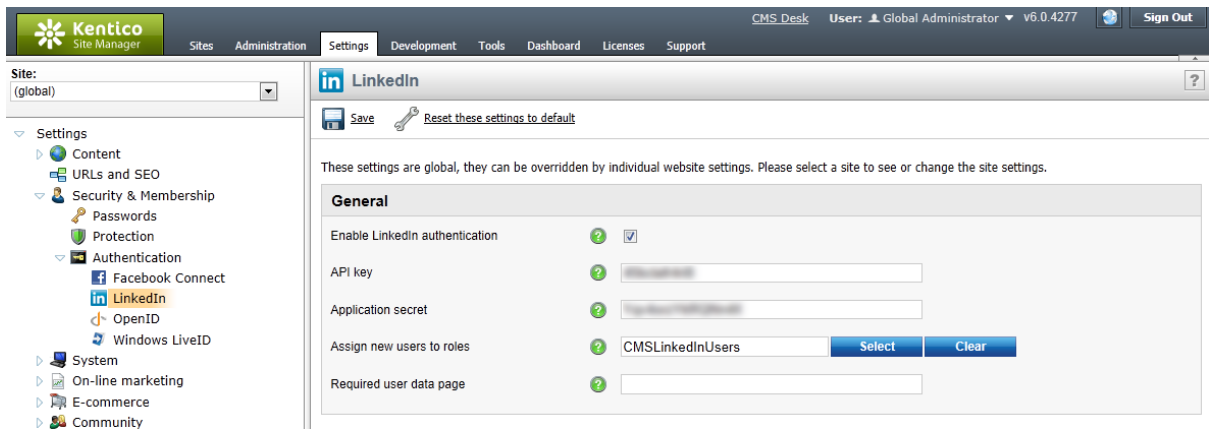 Kentico
Site Manager
CMS Desk User: Global Administrator v6.0.4277 Sign Out
Sites Administration Settings Development Tools Dashboard Licenses Support
Site:
(global)
Settings
Content
URLs and SEO
Security & Membership
Passwords
Protection
Authentication
Facebook Connect
LinkedIn
OpenID
Windows LiveID
System
On-line marketing
E-commerce
Community
in LinkedIn
?
Save Reset these settings to default
These settings are global, they can be overridden by individual website settings. Please select a site to see or change the site settings.
General
Enable LinkedIn authentication ?
API key ?
Application secret ?
Assign new users to roles ? CMSLinkedInUsers Select Clear
Required user data page ?